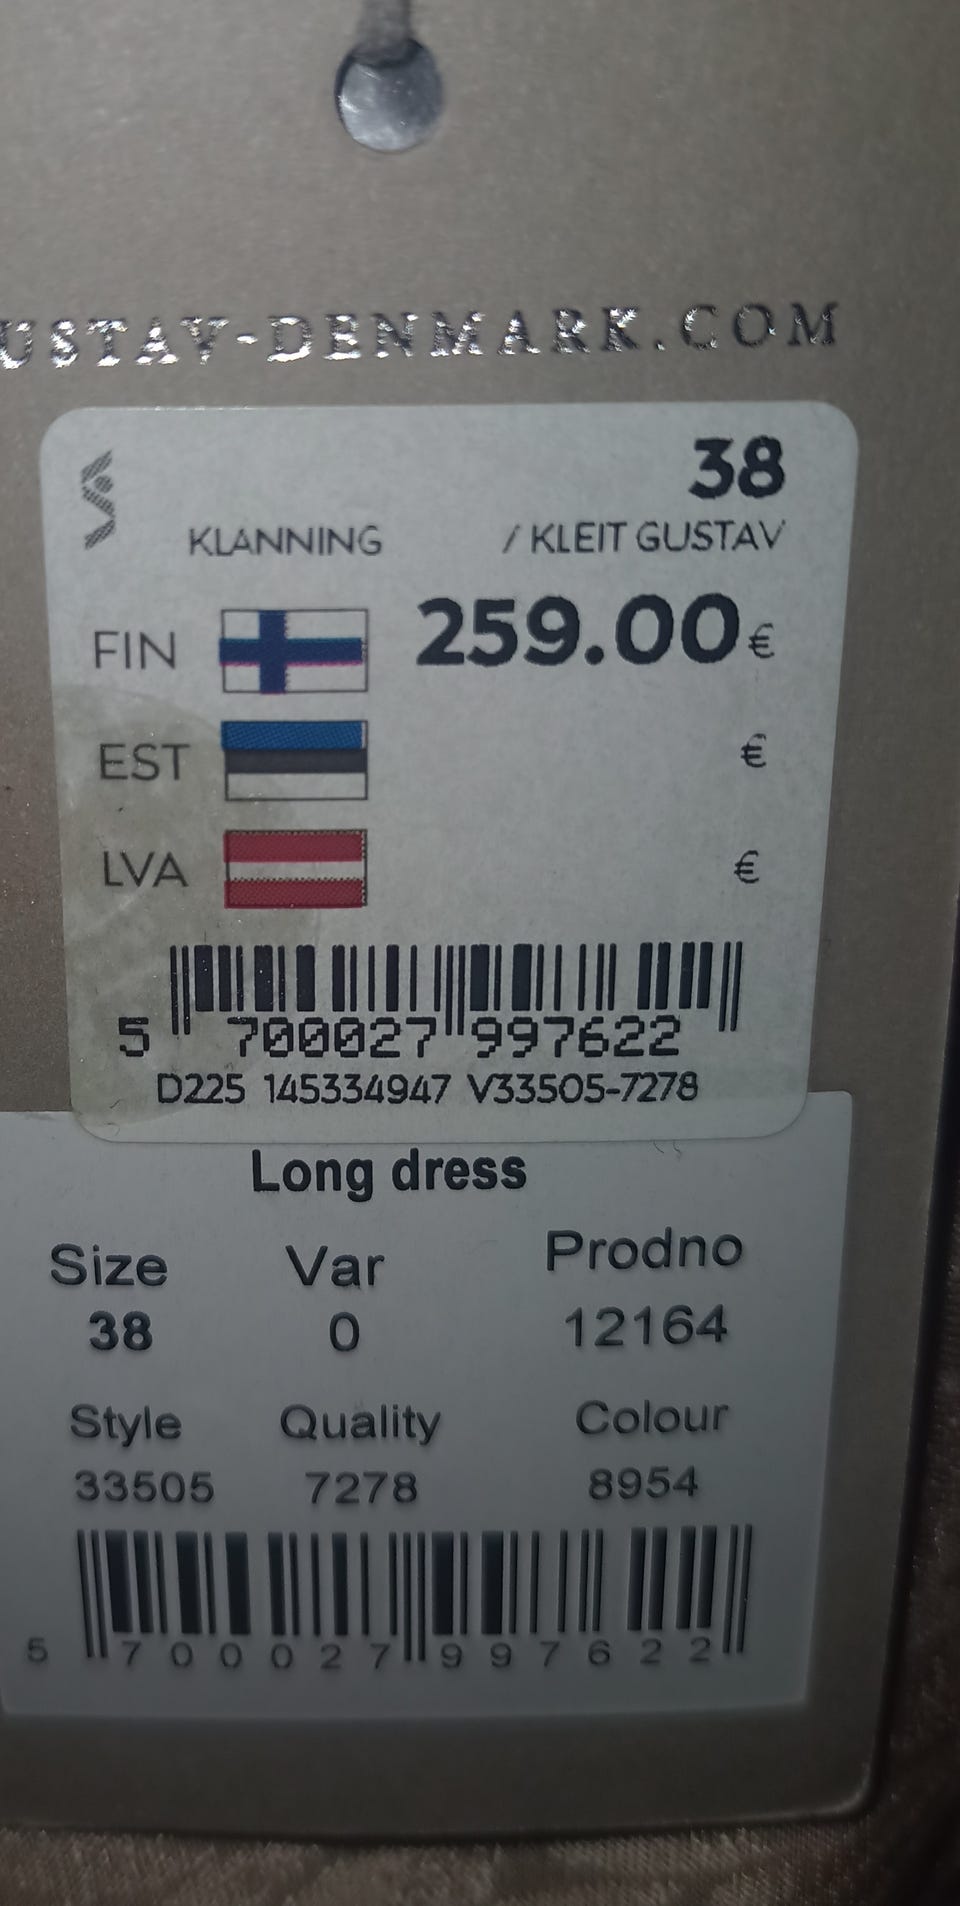 USTAV-DENMARK.COM
38
KLANNING / KLEIT GUSTAV
FIN 259.00 €
EST €
LVA €
5 700027 997622
D225 145334947 V33505-7278
Long dress
Size Var Prodno
38 0 12164
Style Quality Colour
33505 7278 8954
5 700027 997622